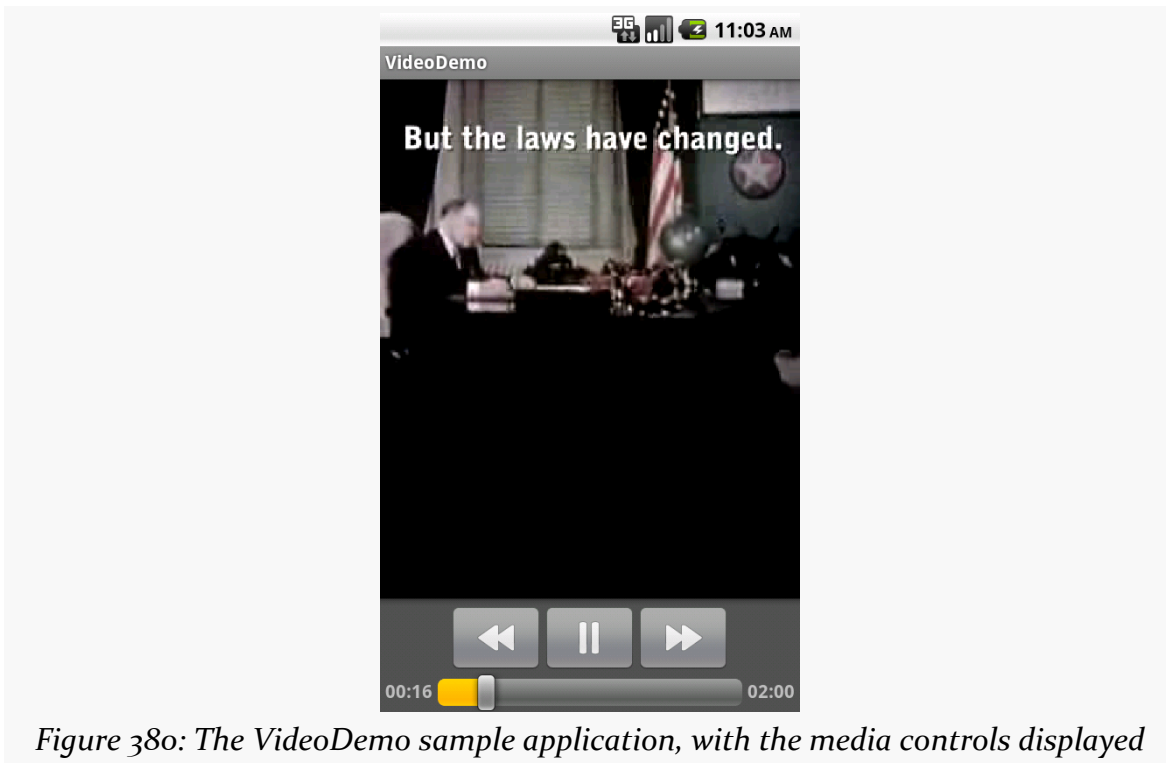 3G 11:03 AM
VideoDemo
But the laws have changed.
00:16 02:00
Figure 380: The VideoDemo sample application, with the media controls displayed